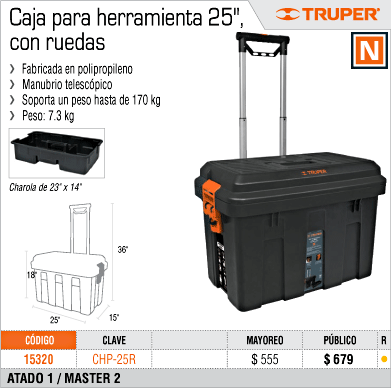 Caja para herramienta 25",
con ruedas
TRUPER®
N
› Fabricada en polipropileno
› Manubrio telescópico
› Soporta un peso hasta de 170 kg
› Peso: 7.3 kg
Charola de 23" x 14"
TRUPER
36"
18"
25"
15"
CÓDIGO CLAVE MAYOREO PÚBLICO R
15320 CHP-25R $ 555 $ 679
ATADO 1 / MASTER 2